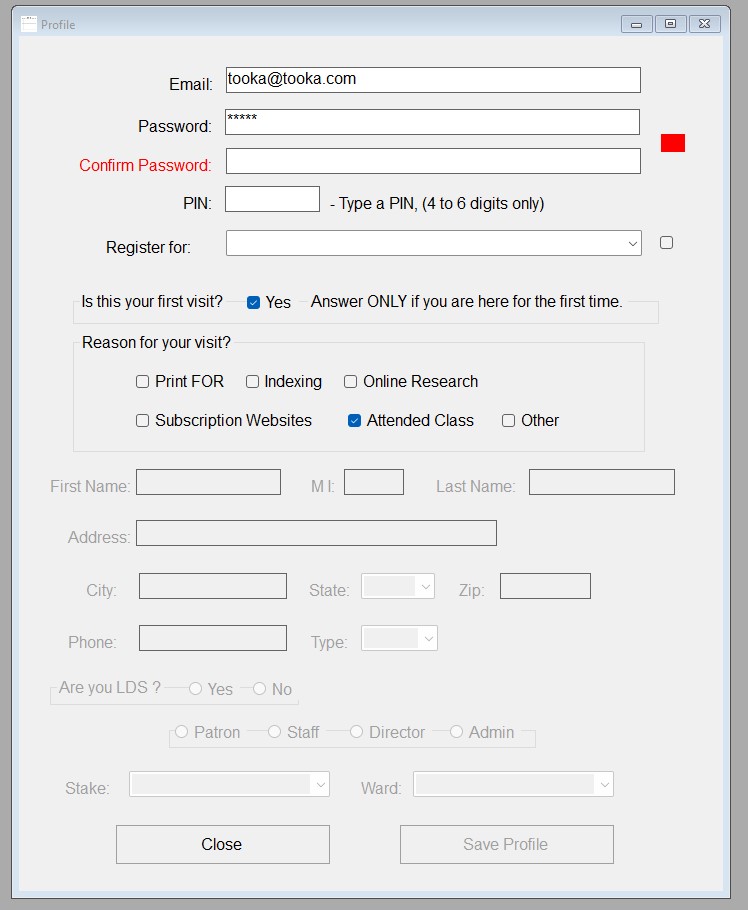 Profile
Email: tooka@tooka.com
Password: *****
Confirm Password:
PIN: - Type a PIN, (4 to 6 digits only)
Register for:
Is this your first visit? Yes Answer ONLY if you are here for the first time.
Reason for your visit?
Print FOR Indexing Online Research
Subscription Websites Attended Class Other
First Name: M I: Last Name:
Address:
City: State: Zip:
Phone: Type:
Are you LDS ? Yes No
Patron Staff Director Admin
Stake: Ward:
Close Save Profile